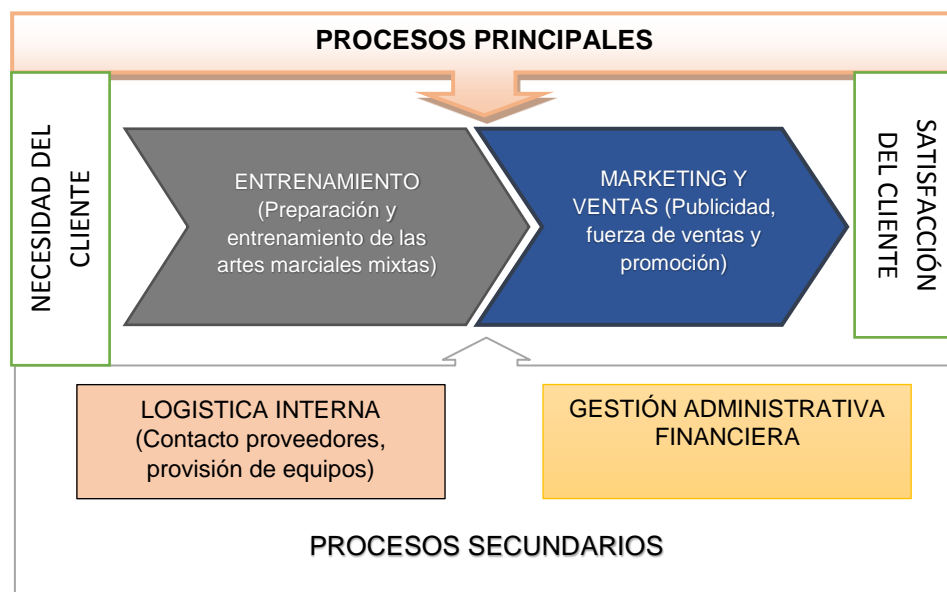 PROCESOS PRINCIPALES
NECESIDAD DEL
CLIENTE
ENTRENAMIENTO
(Preparación y
entrenamiento de las
artes marciales mixtas)
MARKETING Y
VENTAS (Publicidad,
fuerza de ventas y
promoción)
SATISFACCIÓN
DEL CLIENTE
LOGISTICA INTERNA
(Contacto proveedores,
provisión de equipos)
GESTIÓN ADMINISTRATIVA
FINANCIERA
PROCESOS SECUNDARIOS